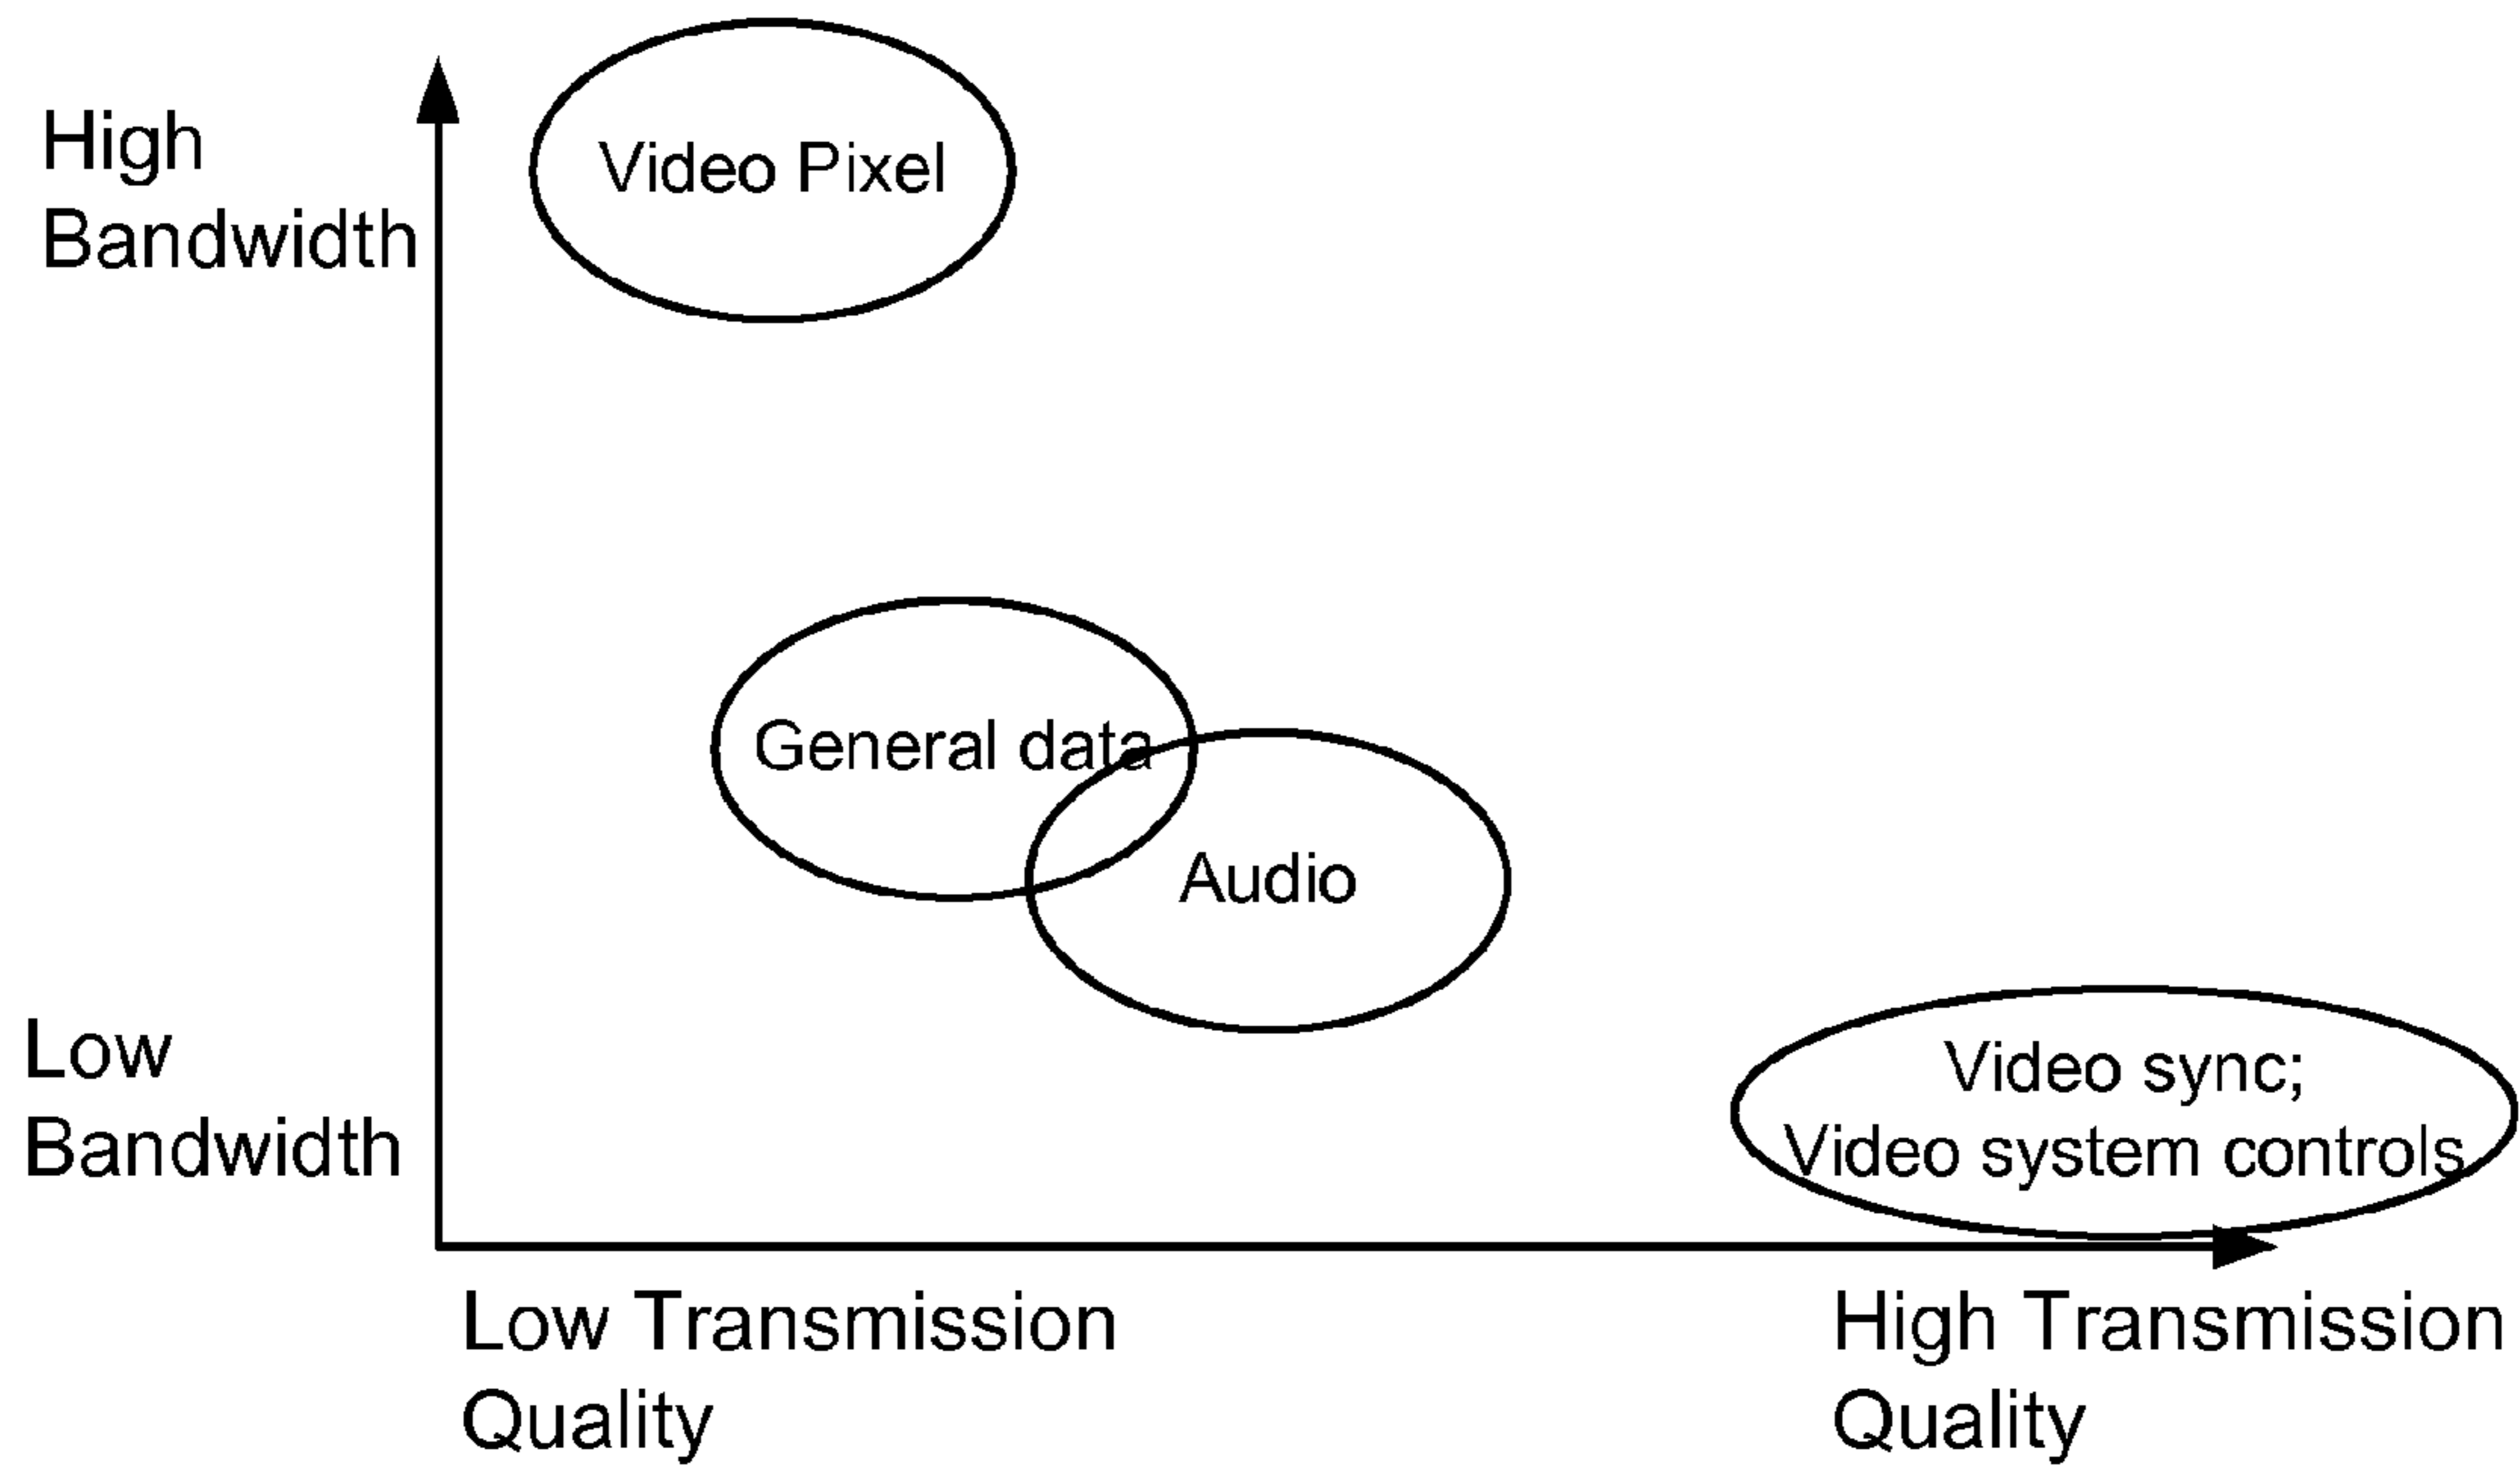 Video Pixel
High
Bandwidth
General data
Audio
Low
Bandwidth
Video sync;
Video system controls
Low Transmission
Quality
High Transmission
Quality